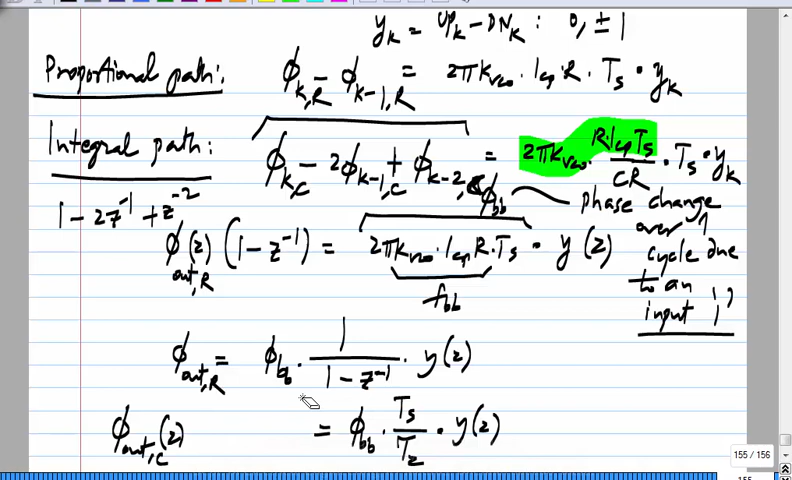 y_k = UP_k − DN_k : 0, ± 1
Proportional path: ϕ_{k,R} − ϕ_{k−1,R} = 2πK_{vco} · I_{cp} · R · T_s · y_k
Integral path: ϕ_{k,C} − 2ϕ_{k−1,C} + ϕ_{k−2,C} = 2πK_{vco} · R·I_{cp}T_s / CR · T_s · y_k
1 − 2z^{−1} + z^{−2}
ϕ_{bb} phase change over 1 cycle due to an input '1'
ϕ_{out,R}(z) (1 − z^{−1}) = 2πK_{vco} · I_{cp} R · T_s · y(z)
f_{bb}
ϕ_{out,R} = ϕ_{bb} · 1 / (1 − z^{−1}) · y(z)
ϕ_{out,C}(z) = ϕ_{bb} · T_s / T_z · y(z)
155 / 156
155